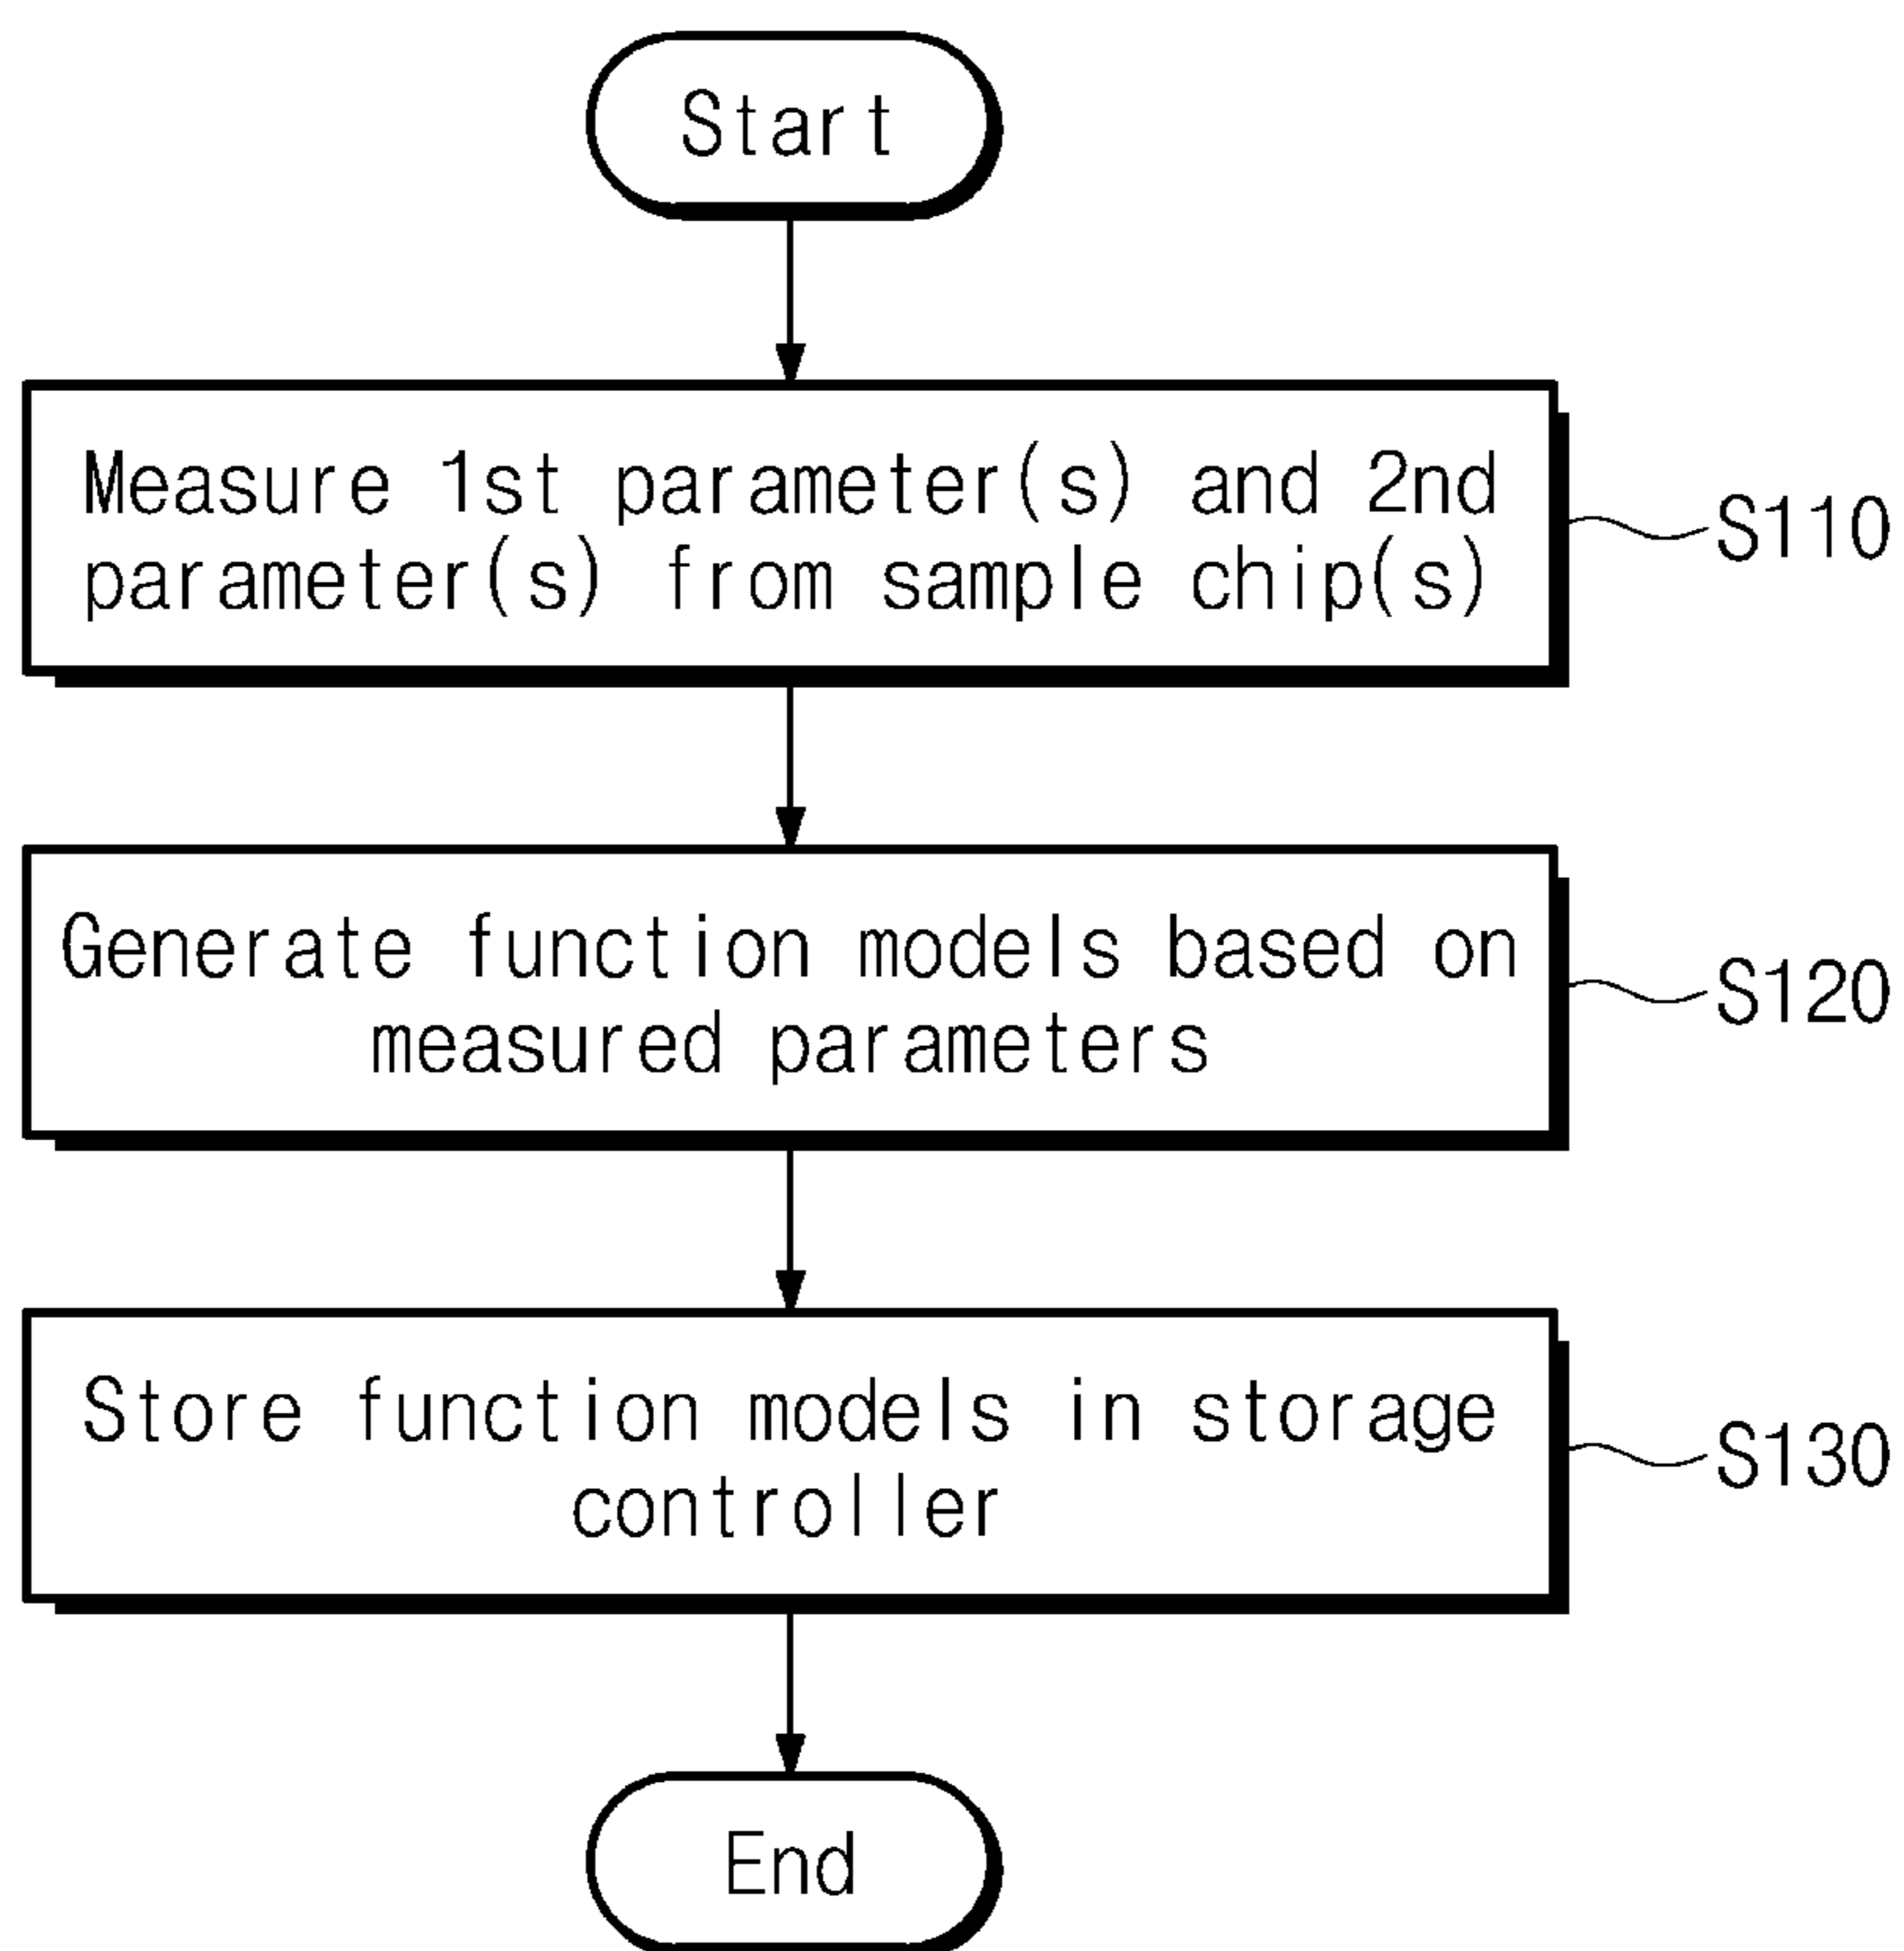 Start
Measure 1st parameter(s) and 2nd
parameter(s) from sample chip(s)
S110
Generate function models based on
measured parameters
S120
Store function models in storage
controller
S130
End